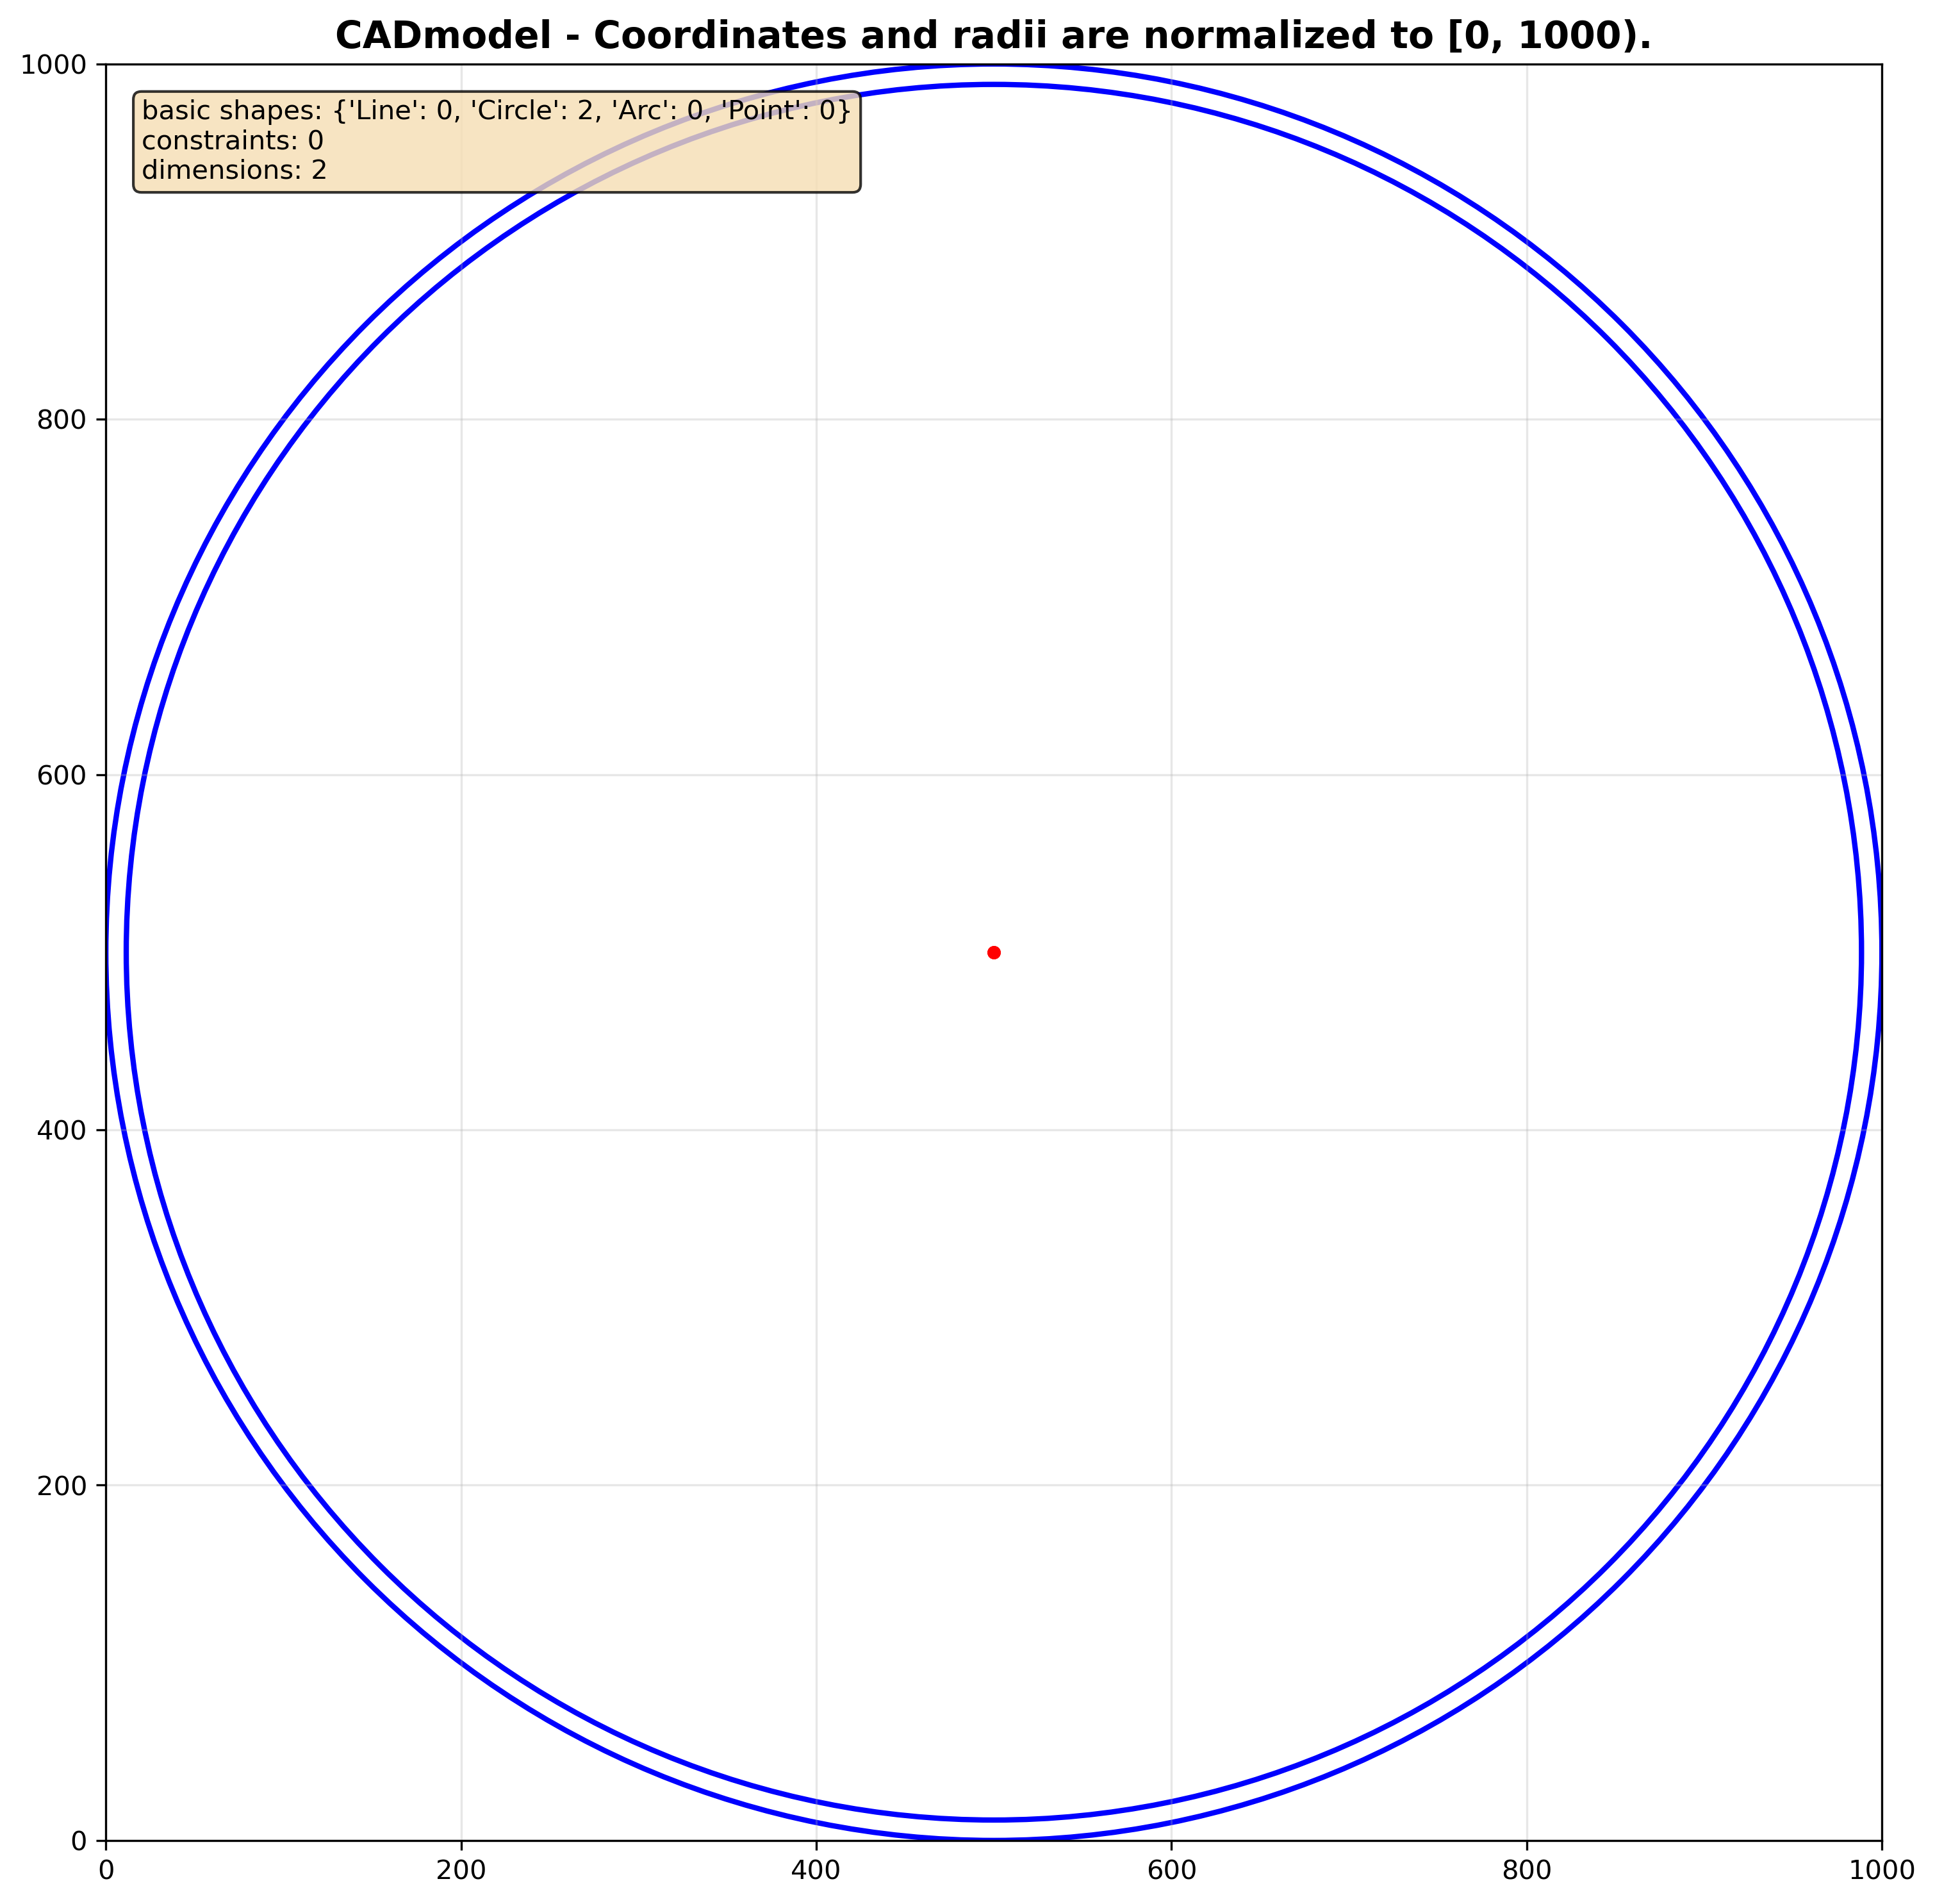 CADmodel - Coordinates and radii are normalized to [0, 1000).
basic shapes: {'Line': 0, 'Circle': 2, 'Arc': 0, 'Point': 0}
constraints: 0
dimensions: 2
1000
800
600
400
200
0
0 200 400 600 800 1000